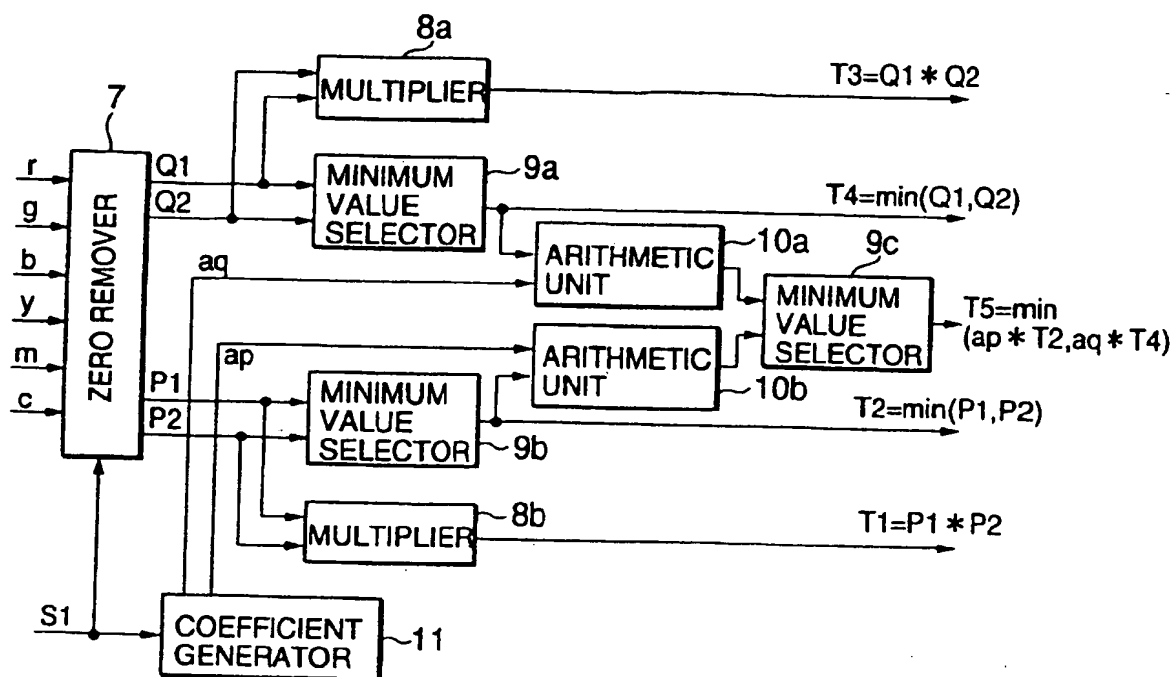 8a
MULTIPLIER
T3=Q1*Q2
7
ZERO REMOVER
r
g
b
y
m
c
Q1
Q2
P1
P2
MINIMUM
VALUE
SELECTOR
9a
T4=min(Q1,Q2)
aq
ap
ARITHMETIC
UNIT
10a
ARITHMETIC
UNIT
10b
9c
MINIMUM
VALUE
SELECTOR
T5=min
(ap*T2,aq*T4)
MINIMUM
VALUE
SELECTOR
9b
T2=min(P1,P2)
MULTIPLIER
8b
T1=P1*P2
S1
COEFFICIENT
GENERATOR
11